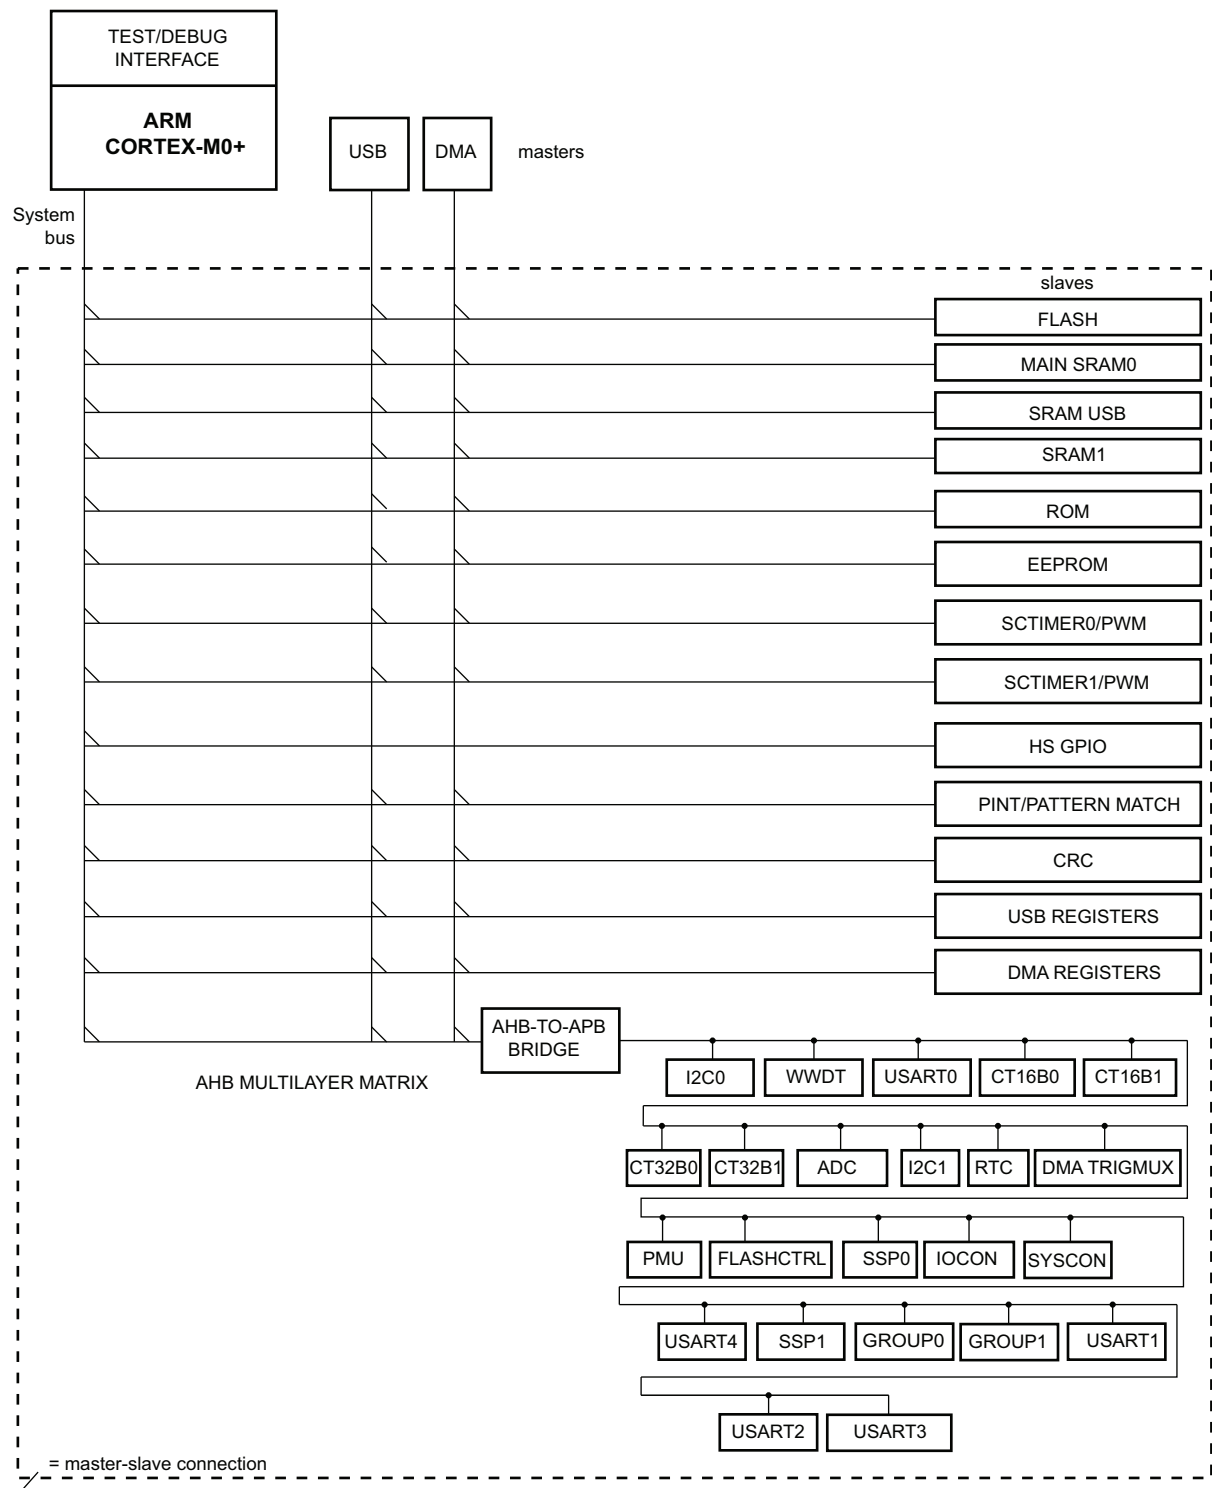 TEST/DEBUG
INTERFACE
ARM
CORTEX-M0+
USB
DMA
masters
System
bus
slaves
FLASH
MAIN SRAM0
SRAM USB
SRAM1
ROM
EEPROM
SCTIMER0/PWM
SCTIMER1/PWM
HS GPIO
PINT/PATTERN MATCH
CRC
USB REGISTERS
DMA REGISTERS
AHB-TO-APB
BRIDGE
AHB MULTILAYER MATRIX
I2C0
WWDT
USART0
CT16B0
CT16B1
CT32B0
CT32B1
ADC
I2C1
RTC
DMA TRIGMUX
PMU
FLASHCTRL
SSP0
IOCON
SYSCON
USART4
SSP1
GROUP0
GROUP1
USART1
USART2
USART3
= master-slave connection